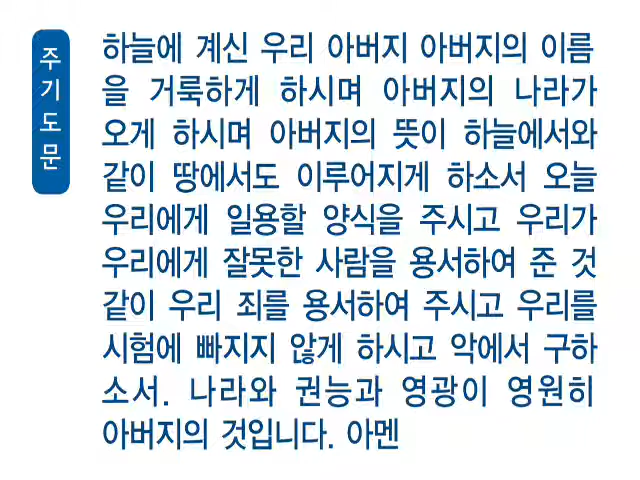 주기도문
하늘에 계신 우리 아버지 아버지의 이름
을 거룩하게 하시며 아버지의 나라가
오게 하시며 아버지의 뜻이 하늘에서와
같이 땅에서도 이루어지게 하소서 오늘
우리에게 일용할 양식을 주시고 우리가
우리에게 잘못한 사람을 용서하여 준 것
같이 우리 죄를 용서하여 주시고 우리를
시험에 빠지지 않게 하시고 악에서 구하
소서. 나라와 권능과 영광이 영원히
아버지의 것입니다. 아멘